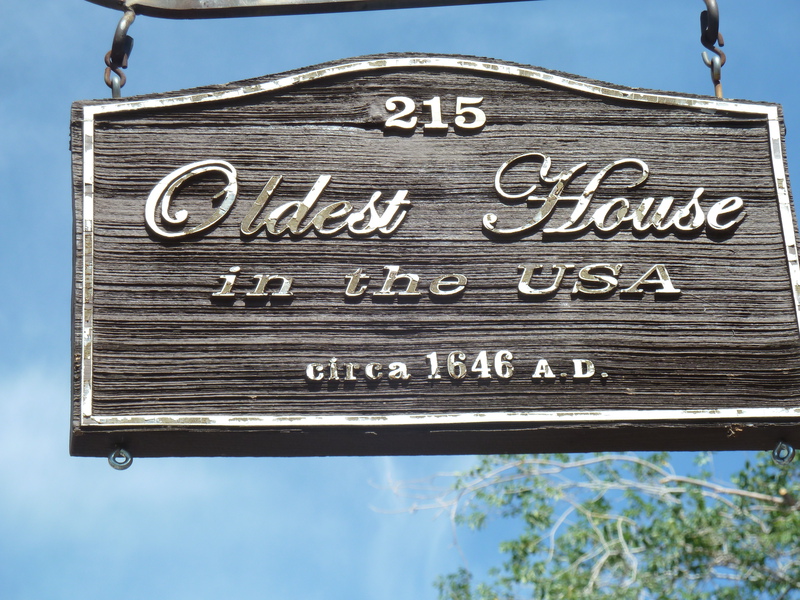 215
Oldest House
in the USA
circa 1646 A.D.